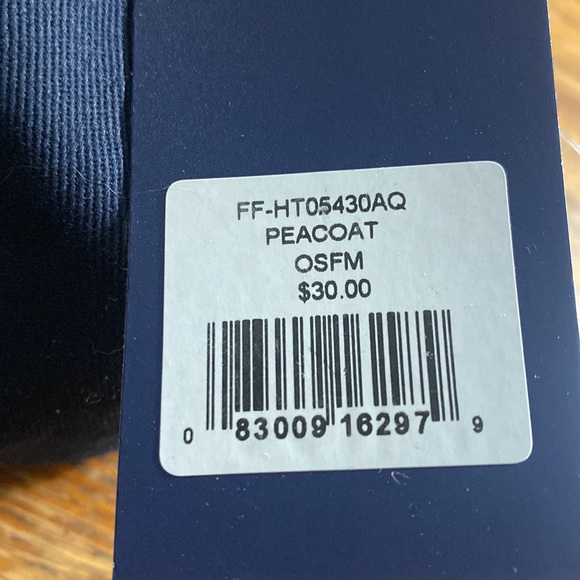 FF-HT05430AQ
PEACOAT
OSFM
$30.00
0 83009 16297 9